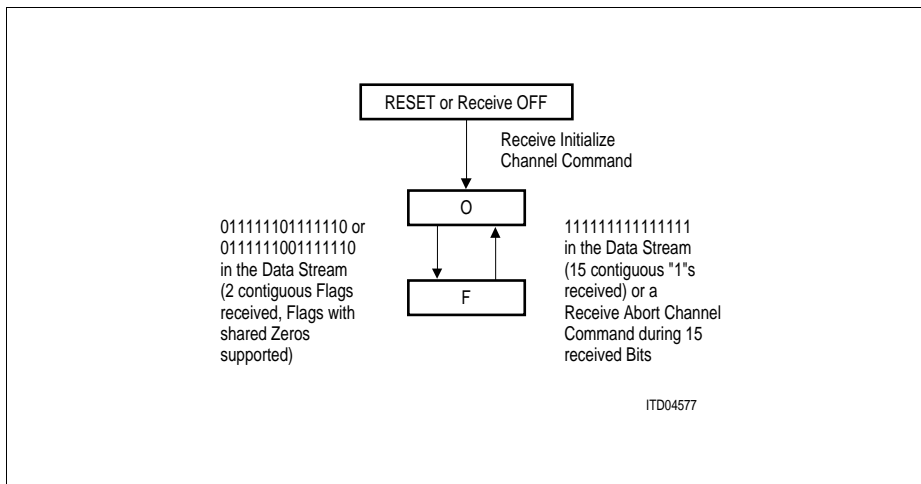 RESET or Receive OFF
Receive Initialize
Channel Command
O
011111101111110 or
0111111001111110
in the Data Stream
(2 contiguous Flags
received, Flags with
shared Zeros
supported)
F
111111111111111
in the Data Stream
(15 contiguous "1"s
received) or a
Receive Abort Channel
Command during 15
received Bits
ITD04577